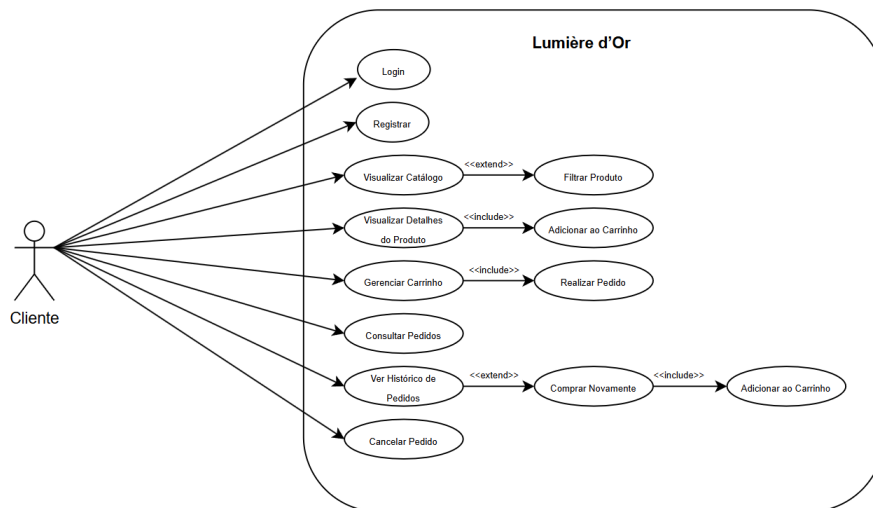 Lumière d'Or
Login
Registrar
Visualizar Catálogo
<<extend>>
Filtrar Produto
Visualizar Detalhes
do Produto
<<include>>
Adicionar ao Carrinho
Gerenciar Carrinho
<<include>>
Realizar Pedido
Cliente
Consultar Pedidos
Ver Histórico de
Pedidos
<<extend>>
Comprar Novamente
<<include>>
Adicionar ao Carrinho
Cancelar Pedido